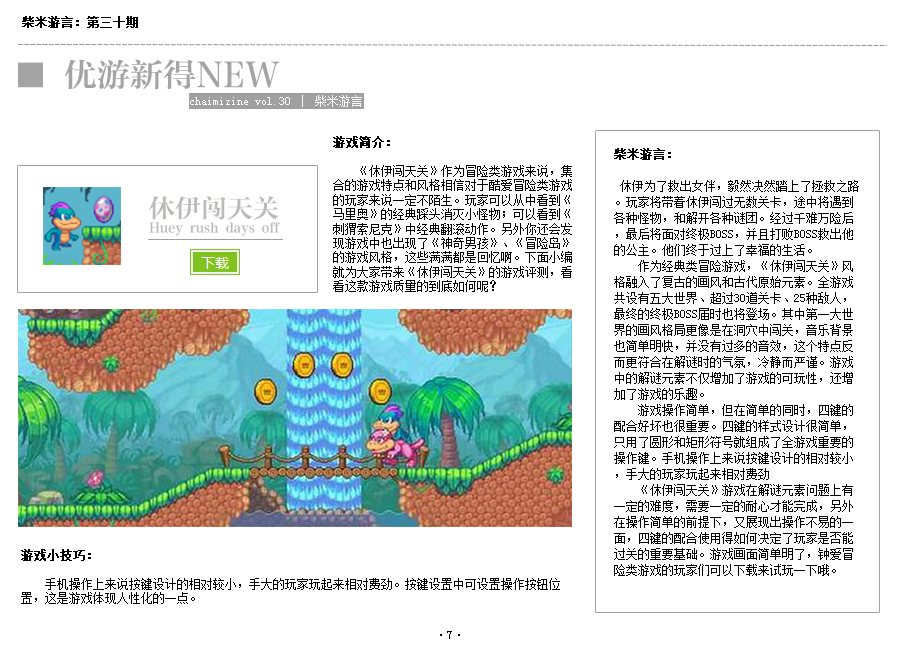 柴米游言：第三十期
优游新得NEW
chaimizine vol.30 | 柴米游言
休伊闯天关
Huey rush days off
下载
游戏简介：
《休伊闯天关》作为冒险类游戏来说，集
合的游戏特点和风格相信对于酷爱冒险类游戏
的玩家来说一定不陌生。玩家可以从中看到《
马里奥》的经典踩头消灭小怪物；可以看到《
刺猬索尼克》中经典翻滚动作。另外你还会发
现游戏中也出现了《神奇男孩》、《冒险岛》
的游戏风格，这些满满都是回忆啊。下面小编
就为大家带来《休伊闯天关》的游戏评测，看
看这款游戏质量的到底如何呢？
游戏小技巧：
手机操作上来说按键设计的相对较小，手大的玩家玩起来相对费劲。按键设置中可设置操作按钮位
置，这是游戏体现人性化的一点。
柴米游言：
休伊为了救出女伴，毅然决然踏上了拯救之路
。玩家将带着休伊闯过无数关卡，途中将遇到
各种怪物，和解开各种谜团。经过千难万险后
，最后将面对终极BOSS，并且打败BOSS救出他
的公主。他们终于过上了幸福的生活。
作为经典类冒险游戏，《休伊闯天关》风
格融入了复古的画风和古代原始元素。全游戏
共设有五大世界、超过30道关卡、25种敌人，
最终的终极BOSS届时也将登场。其中第一大世
界的画风格局更像是在洞穴中闯关，音乐背景
也简单明快，并没有过多的音效，这个特点反
而更符合在解谜时的气氛，冷静而严谨。游戏
中的解谜元素不仅增加了游戏的可玩性，还增
加了游戏的乐趣。
游戏操作简单，但在简单的同时，四键的
配合好坏也很重要。四键的样式设计很简单，
只用了圆形和矩形符号就组成了全游戏重要的
操作键。手机操作上来说按键设计的相对较小
，手大的玩家玩起来相对费劲
《休伊闯天关》游戏在解谜元素问题上有
一定的难度，需要一定的耐心才能完成，另外
在操作简单的前提下，又展现出操作不易的一
面，四键的配合使用得如何决定了玩家是否能
过关的重要基础。游戏画面简单明了，钟爱冒
险类游戏的玩家们可以下载来试玩一下哦。
· 7 ·